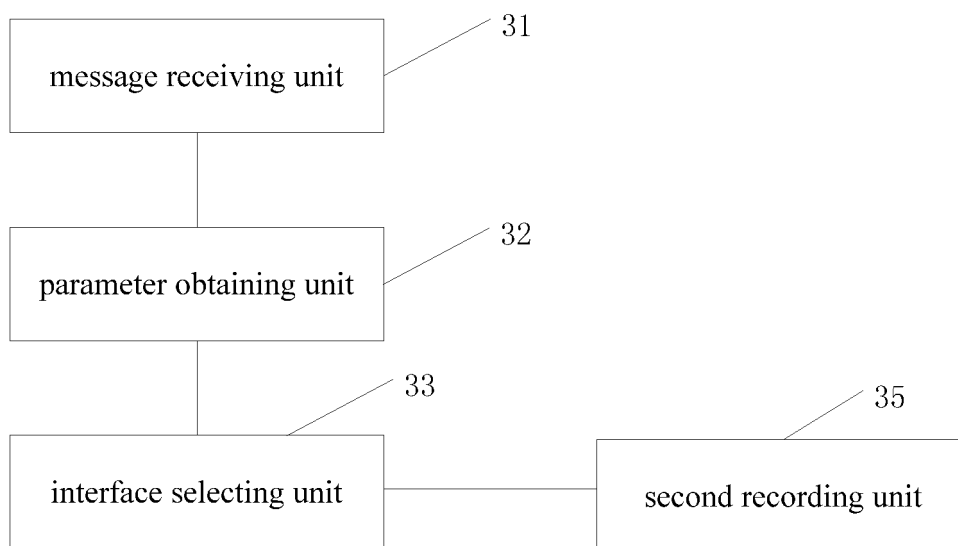 31
message receiving unit
32
parameter obtaining unit
33
35
interface selecting unit
second recording unit